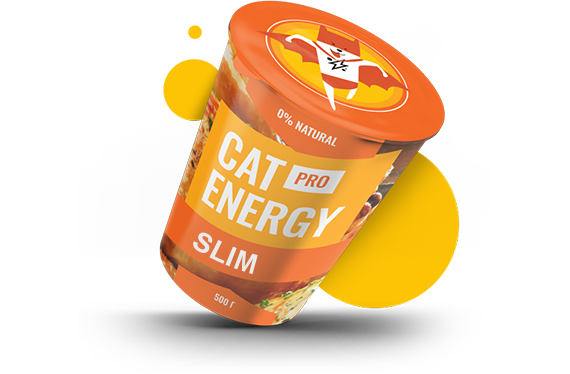 0% NATURAL
CAT PRO
ENERGY
SLIM
500 Г